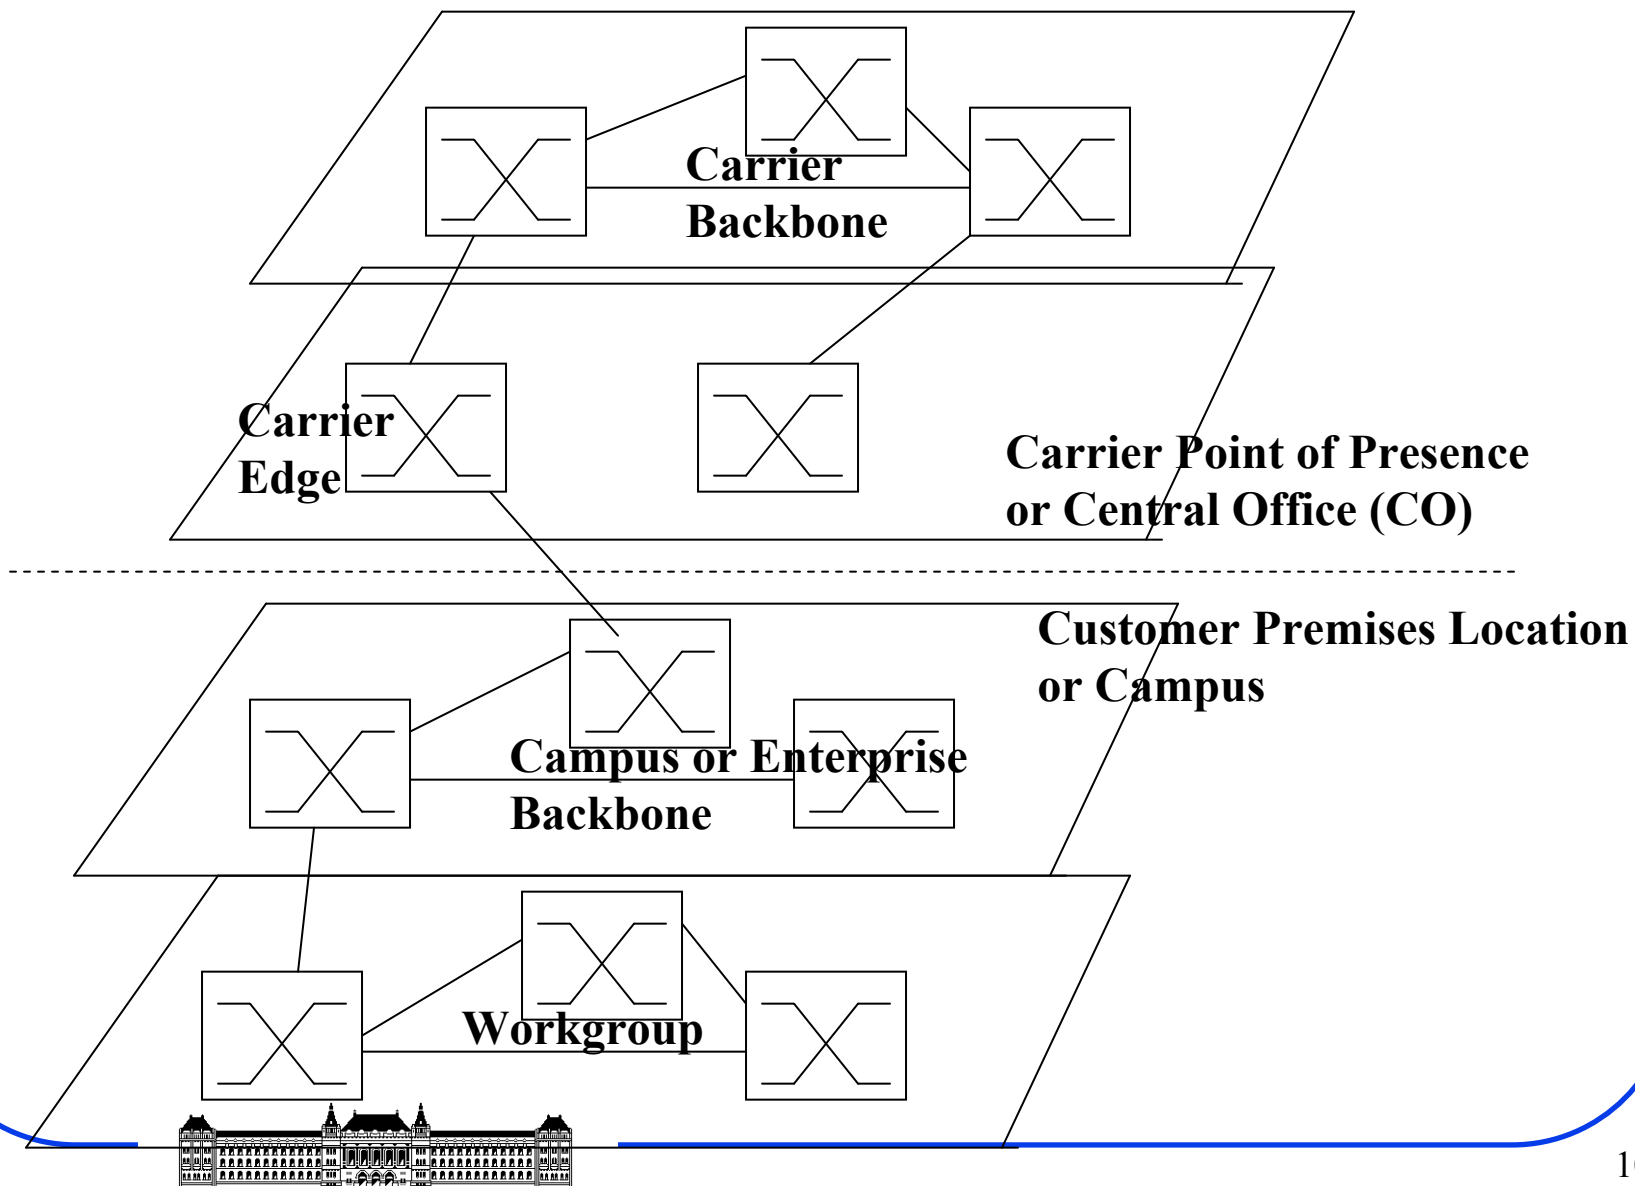 Carrier
Backbone
Carrier
Edge
Carrier Point of Presence
or Central Office (CO)
Customer Premises Location
or Campus
Campus or Enterprise
Backbone
Workgroup